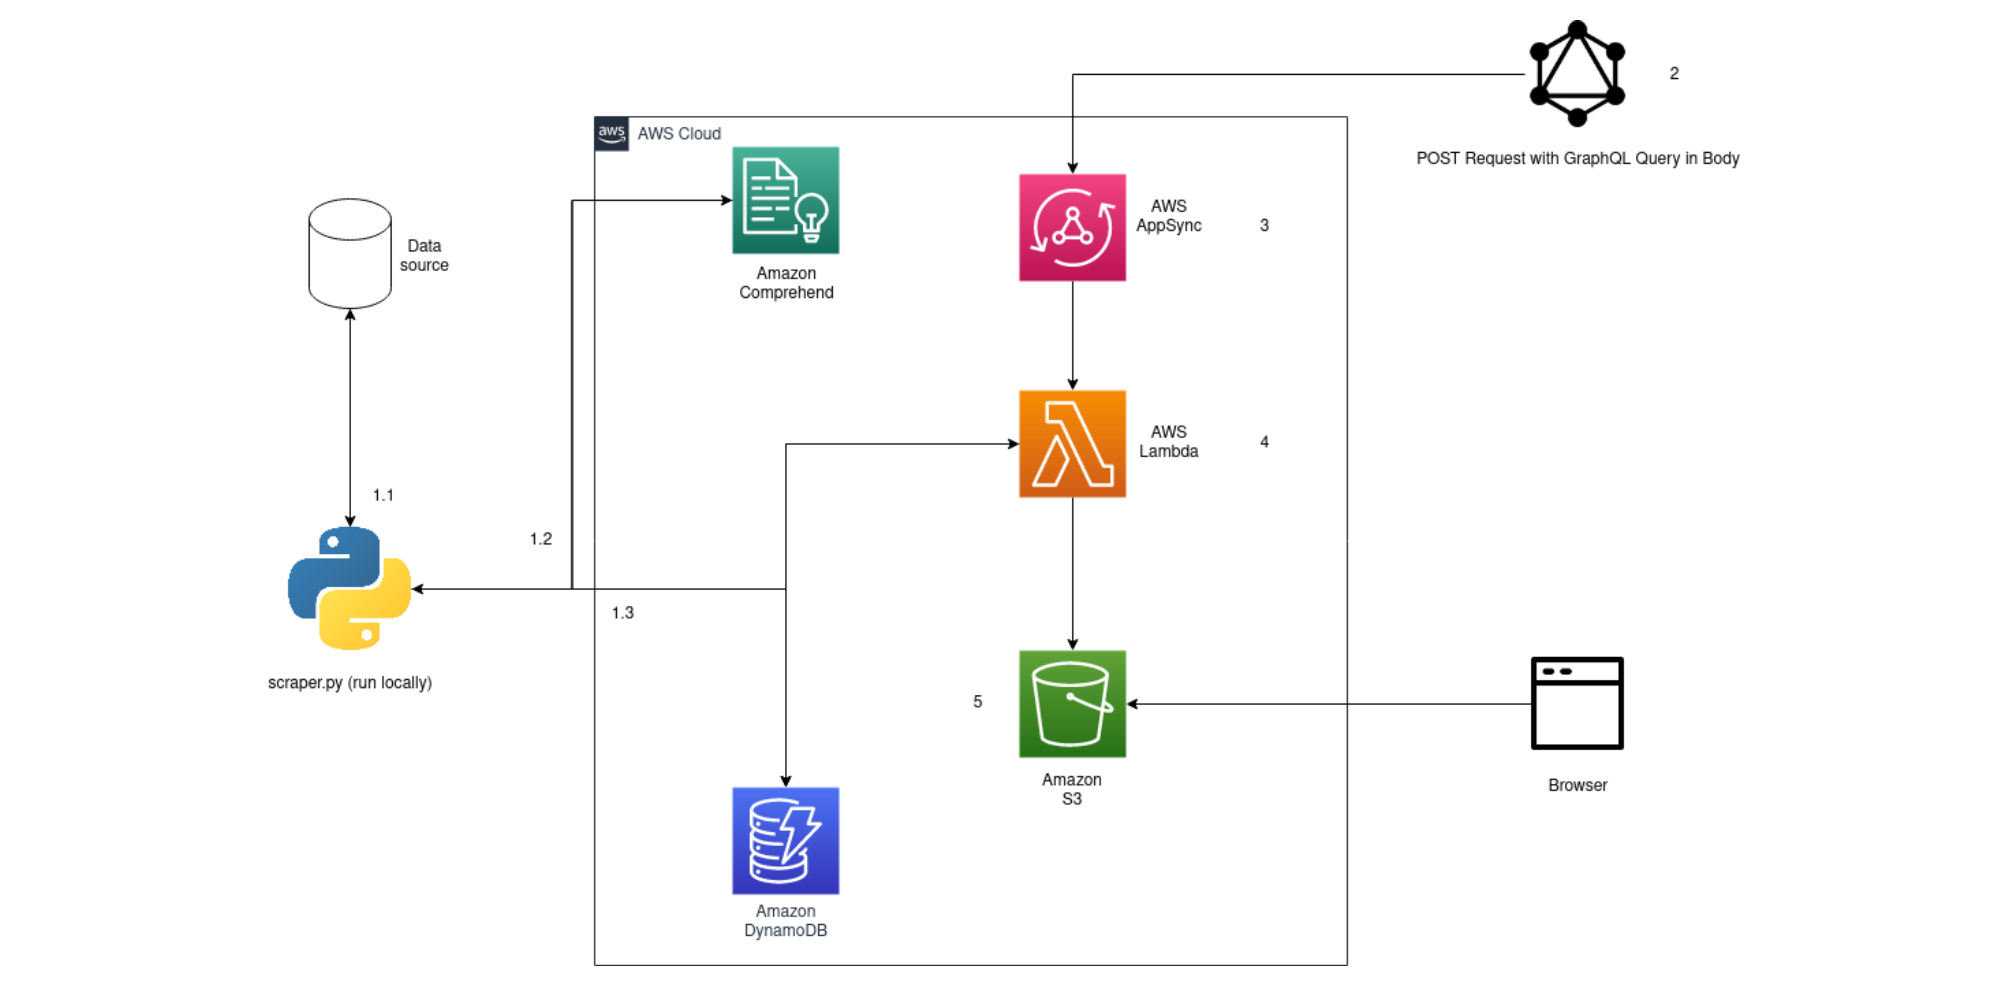 2
POST Request with GraphQL Query in Body
aws
AWS Cloud
Data
source
Amazon
Comprehend
AWS
AppSync
3
AWS
Lambda
4
1.1
1.2
1.3
scraper.py (run locally)
5
Amazon
S3
Browser
Amazon
DynamoDB